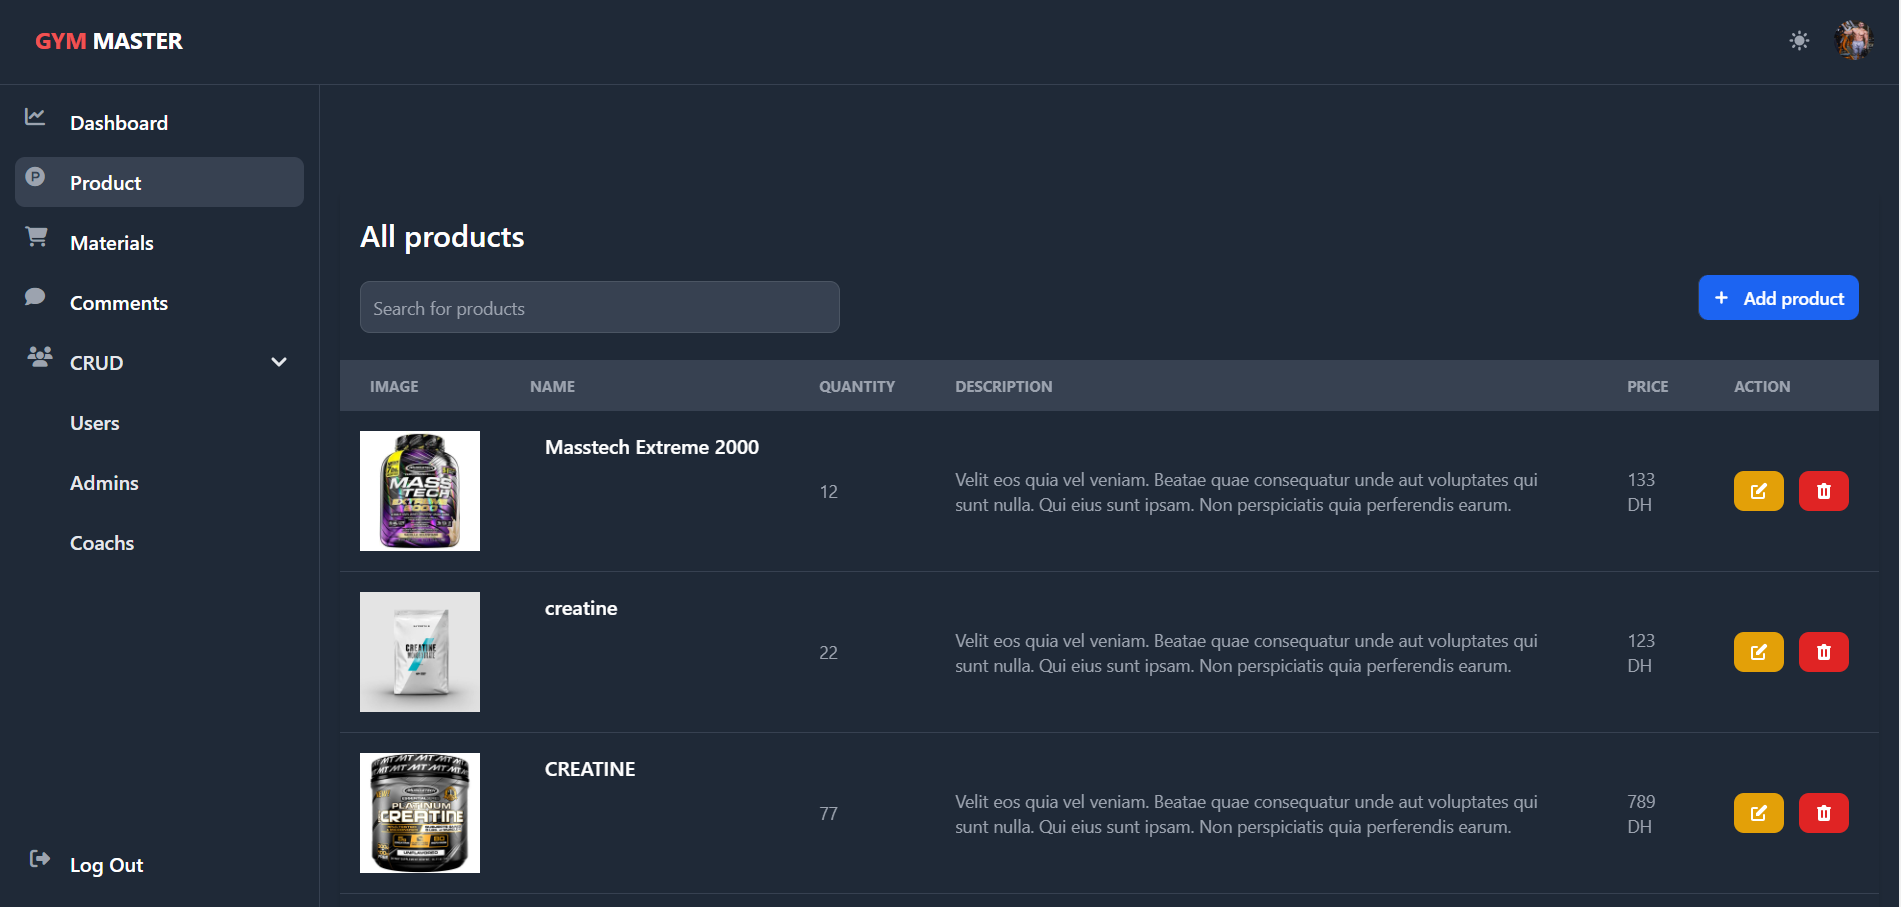 GYM MASTER
Dashboard
Product
Materials
Comments
CRUD
Users
Admins
Coachs
Log Out
All products
Search for products
+ Add product
IMAGE NAME QUANTITY DESCRIPTION PRICE ACTION
MASS
TECH
EXTREME
2000
Masstech Extreme 2000
12
Velit eos quia vel veniam. Beatae quae consequatur unde aut voluptates qui
sunt nulla. Qui eius sunt ipsam. Non perspiciatis quia perferendis earum.
133
DH
CREATINE
creatine
22
Velit eos quia vel veniam. Beatae quae consequatur unde aut voluptates qui
sunt nulla. Qui eius sunt ipsam. Non perspiciatis quia perferendis earum.
123
DH
PLATINUM
CREATINE
UNFLAVORED
CREATINE
77
Velit eos quia vel veniam. Beatae quae consequatur unde aut voluptates qui
sunt nulla. Qui eius sunt ipsam. Non perspiciatis quia perferendis earum.
789
DH